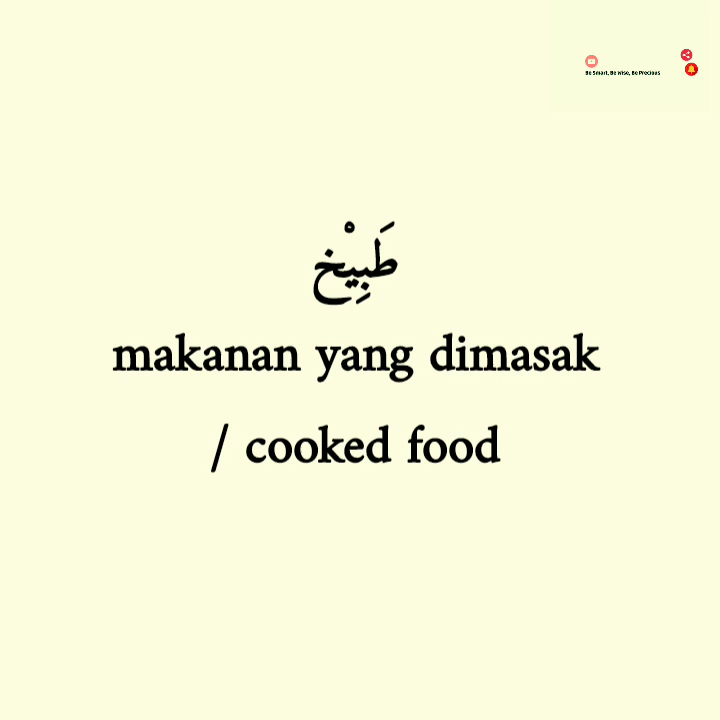 Be Smart, Be Wise, Be Precious
طَبِيْخ
makanan yang dimasak
/ cooked food